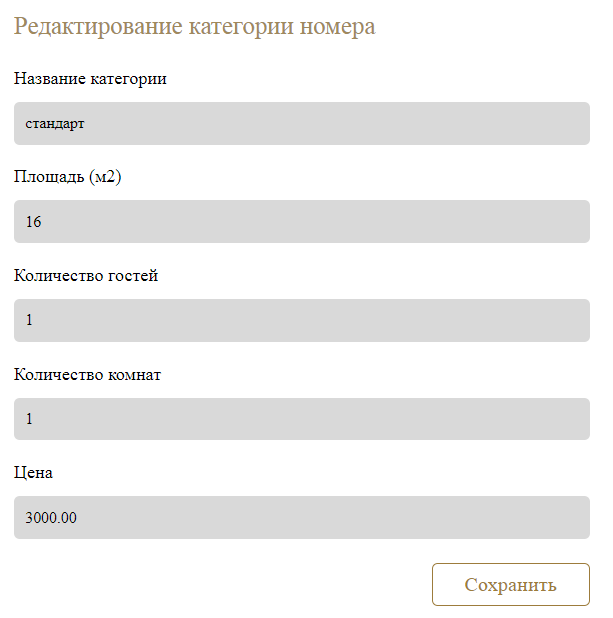 Редактирование категории номера
Название категории
стандарт
Площадь (м2)
16
Количество гостей
1
Количество комнат
1
Цена
3000.00
Сохранить